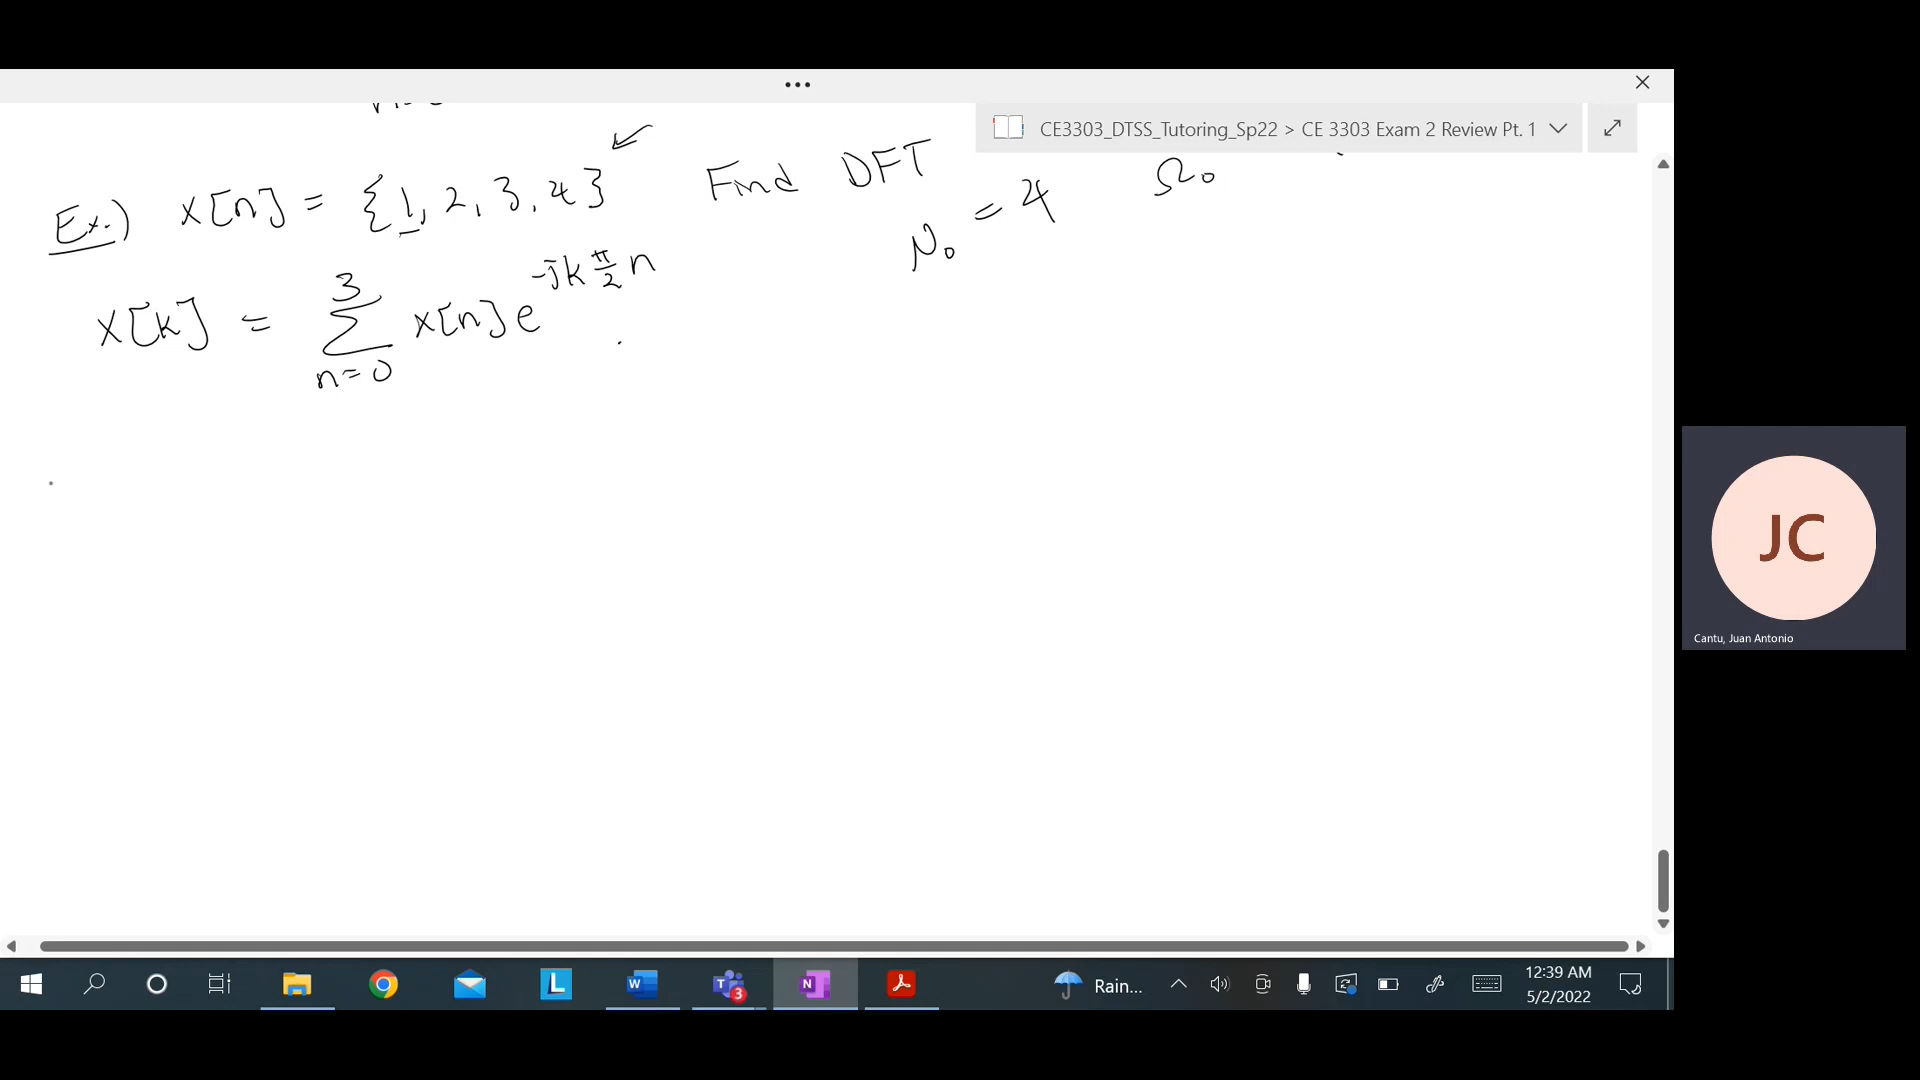 CE3303_DTSS_Tutoring_Sp22 > CE 3303 Exam 2 Review Pt. 1
Ex.) x[n] = {1, 2, 3, 4} Find DFT N₀ = 4 Ω₀
X[k] = Σ_{n=0}^{3} x[n] e^{-jk π/2 n}
JC
Cantu, Juan Antonio
Rain...
12:39 AM
5/2/2022